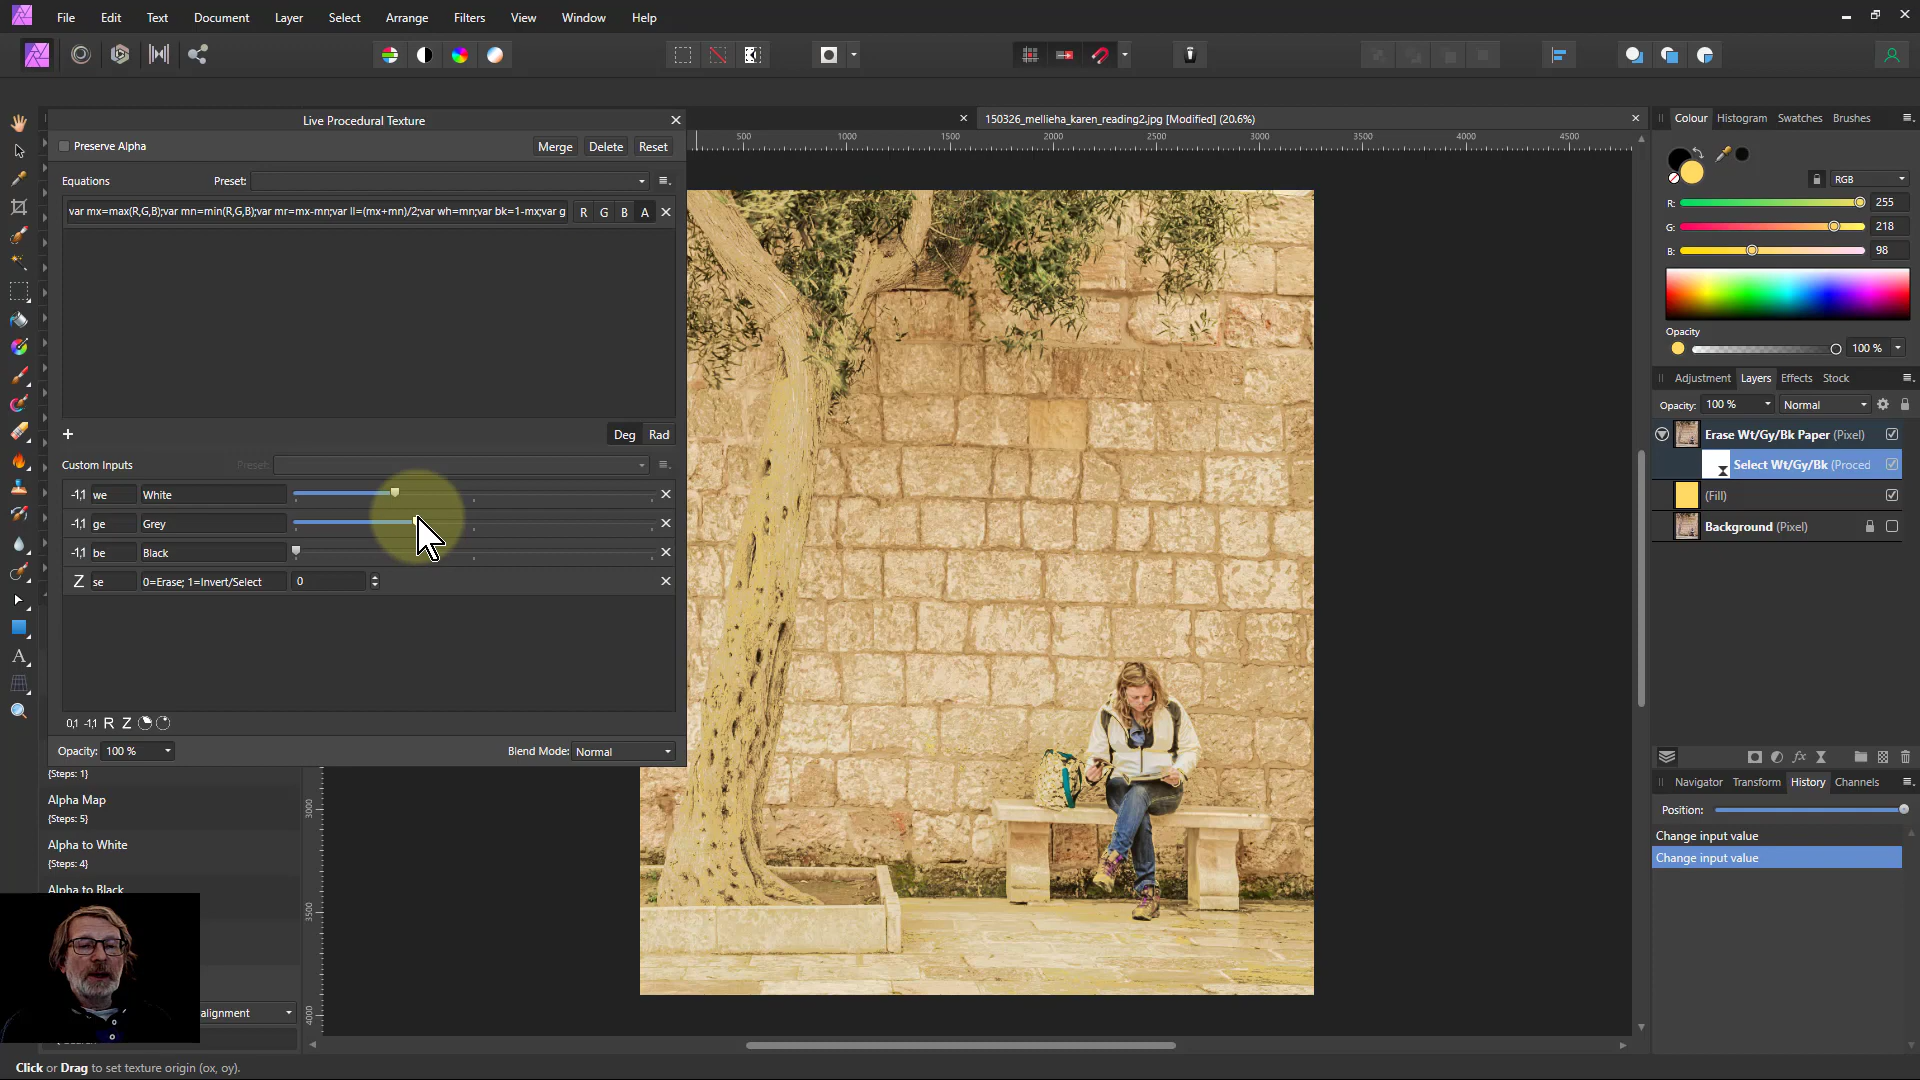 File Edit Text Document Layer Select Arrange Filters View Window Help
Live Procedural Texture
150326_mellieha_karen_reading2.jpg [Modified] (20.6%)
Colour Histogram Swatches Brushes
500 1000 1500 2000 2500 3000 3500 4000 4500
Preserve Alpha Merge Delete Reset
Equations Preset:
RGB
var mx=max(R,G,B);var mn=min(R,G,B);var mr=mx-mn;var ll=(mx+mn)/2;var wh=mn;var bk=1-mx;var g R G B A
R: 255
G: 218
B: 98
Opacity
100 %
Adjustment Layers Effects Stock
Opacity: 100 % Normal
Erase Wt/Gy/Bk Paper (Pixel)
Deg Rad
Select Wt/Gy/Bk (Proced
Custom Inputs Preset:
-1,1 we White
(Fill)
-1,1 ge Grey
Background (Pixel)
-1,1 be Black
Z se 0=Erase; 1=Invert/Select 0
0,1 -1,1 R Z
Opacity: 100 % Blend Mode: Normal
{Steps: 1}
Alpha Map
{Steps: 5}
Alpha to White
{Steps: 4}
Alpha to Black
3000
3500
4000
Navigator Transform History Channels
Position:
Change input value
Change input value
alignment
Click or Drag to set texture origin (ox, oy).